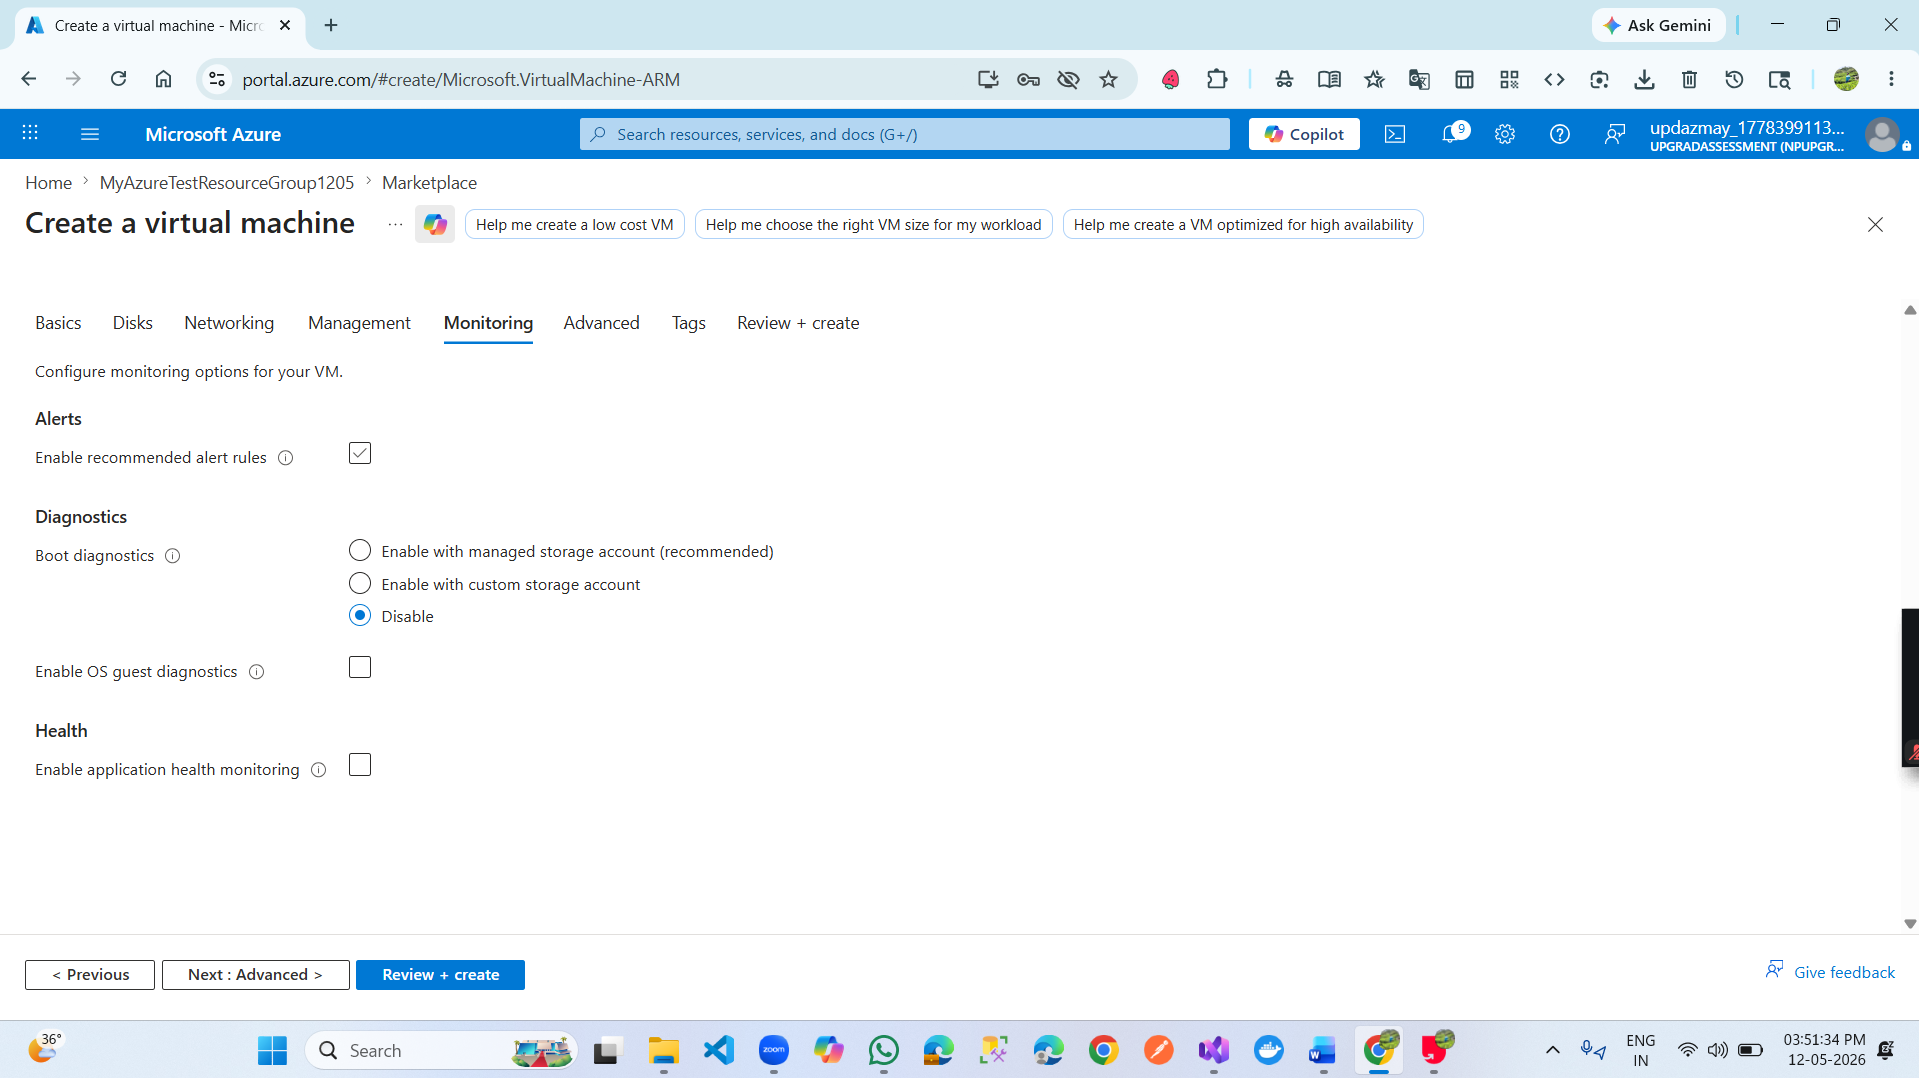 Create a virtual machine - Micr
Ask Gemini
portal.azure.com/#create/Microsoft.VirtualMachine-ARM
Microsoft Azure
Search resources, services, and docs (G+/)
Copilot
9
updazmay_1778399113...
UPGRADASSESSMENT (NPUPGR...
Home > MyAzureTestResourceGroup1205 > Marketplace
Create a virtual machine
...
Help me create a low cost VM
Help me choose the right VM size for my workload
Help me create a VM optimized for high availability
Basics
Disks
Networking
Management
Monitoring
Advanced
Tags
Review + create
Configure monitoring options for your VM.
Alerts
Enable recommended alert rules
Diagnostics
Boot diagnostics
Enable with managed storage account (recommended)
Enable with custom storage account
Disable
Enable OS guest diagnostics
Health
Enable application health monitoring
< Previous
Next : Advanced >
Review + create
Give feedback
36°
Search
zoom
ENG
IN
03:51:34 PM
12-05-2026